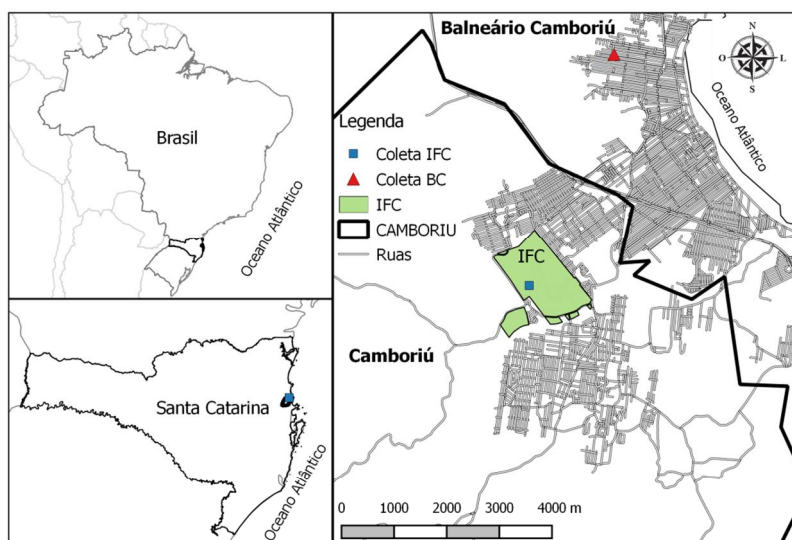 Brasil
Oceano Atlântico
Santa Catarina
Oceano Atlântico
Balneário Camboriú
N
O
L
S
Oceano Atlântico
Legenda
Coleta IFC
Coleta BC
IFC
CAMBORIU
Ruas
IFC
Camboriú
0 1000 2000 3000 4000 m